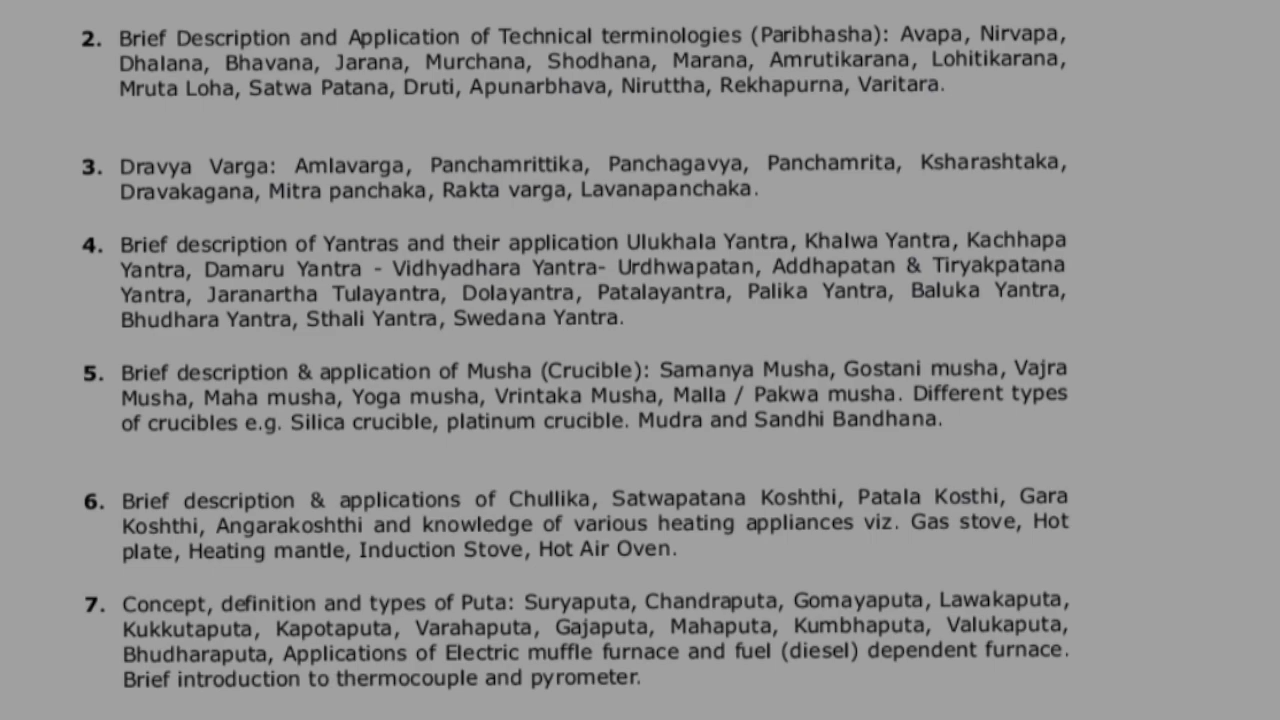 2. Brief Description and Application of Technical terminologies (Paribhasha): Avapa, Nirvapa,
Dhalana, Bhavana, Jarana, Murchana, Shodhana, Marana, Amrutikarana, Lohitikarana,
Mruta Loha, Satwa Patana, Druti, Apunarbhava, Niruttha, Rekhapurna, Varitara.
3. Dravya Varga: Amlavarga, Panchamrittika, Panchagavya, Panchamrita, Ksharashtaka,
Dravakagana, Mitra panchaka, Rakta varga, Lavanapanchaka.
4. Brief description of Yantras and their application Ulukhala Yantra, Khalwa Yantra, Kachhapa
Yantra, Damaru Yantra - Vidhyadhara Yantra- Urdhwapatan, Addhapatan & Tiryakpatana
Yantra, Jaranartha Tulayantra, Dolayantra, Patalayantra, Palika Yantra, Baluka Yantra,
Bhudhara Yantra, Sthali Yantra, Swedana Yantra.
5. Brief description & application of Musha (Crucible): Samanya Musha, Gostani musha, Vajra
Musha, Maha musha, Yoga musha, Vrintaka Musha, Malla / Pakwa musha. Different types
of crucibles e.g. Silica crucible, platinum crucible. Mudra and Sandhi Bandhana.
6. Brief description & applications of Chullika, Satwapatana Koshthi, Patala Kosthi, Gara
Koshthi, Angarakoshthi and knowledge of various heating appliances viz. Gas stove, Hot
plate, Heating mantle, Induction Stove, Hot Air Oven.
7. Concept, definition and types of Puta: Suryaputa, Chandraputa, Gomayaputa, Lawakaputa,
Kukkutaputa, Kapotaputa, Varahaputa, Gajaputa, Mahaputa, Kumbhaputa, Valukaputa,
Bhudharaputa, Applications of Electric muffle furnace and fuel (diesel) dependent furnace.
Brief introduction to thermocouple and pyrometer.